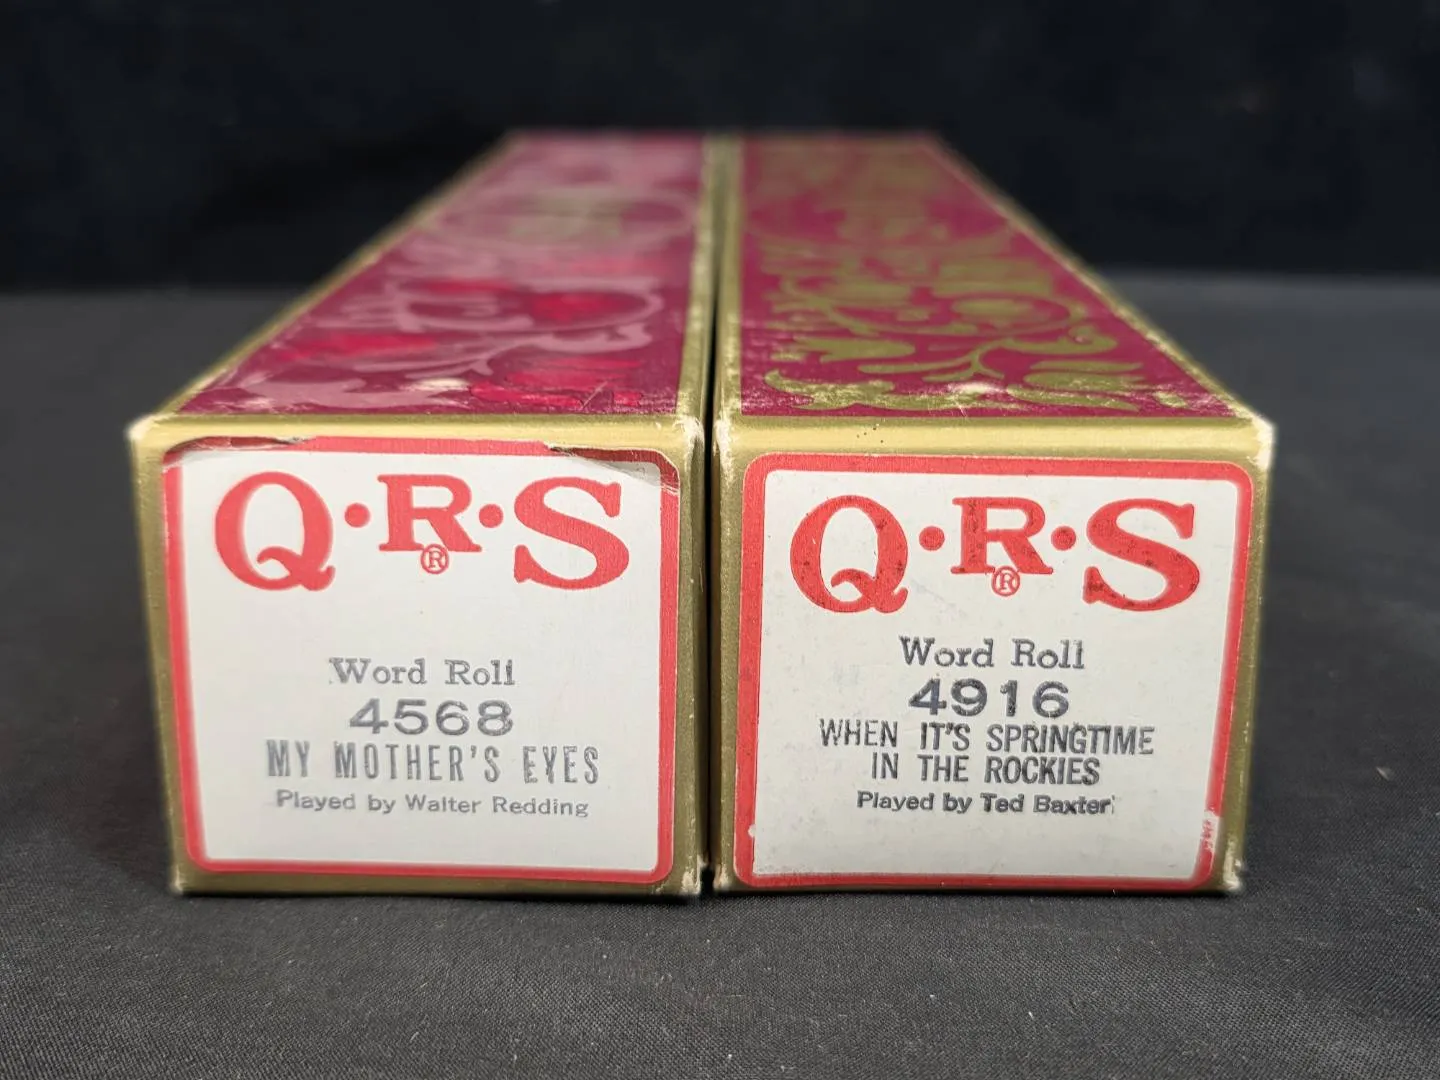 Q·R·S
®
Word Roll
4568
MY MOTHER'S EYES
Played by Walter Redding
Q·R·S
®
Word Roll
4916
WHEN IT'S SPRINGTIME
IN THE ROCKIES
Played by Ted Baxter